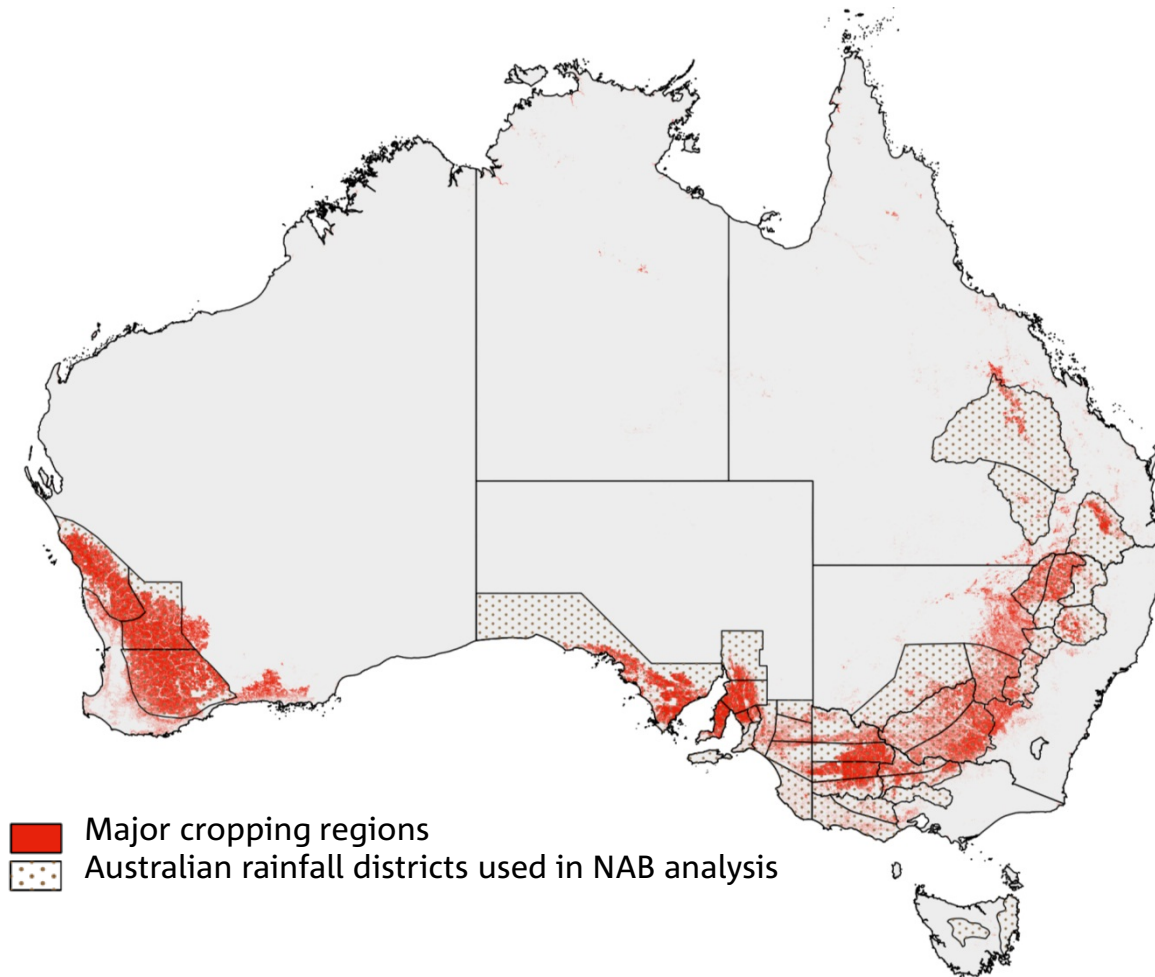 Major cropping regions
Australian rainfall districts used in NAB analysis